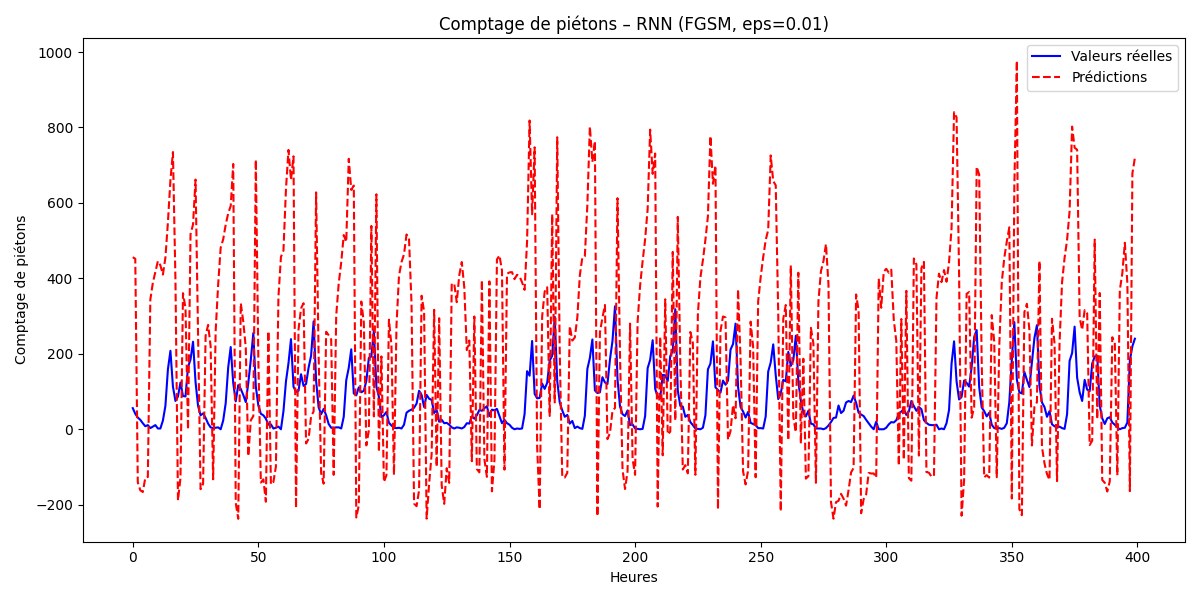 Comptage de piétons – RNN (FGSM, eps=0.01)
Valeurs réelles
Prédictions
Comptage de piétons
1000
800
600
400
200
0
−200
0 50 100 150 200 250 300 350 400
Heures